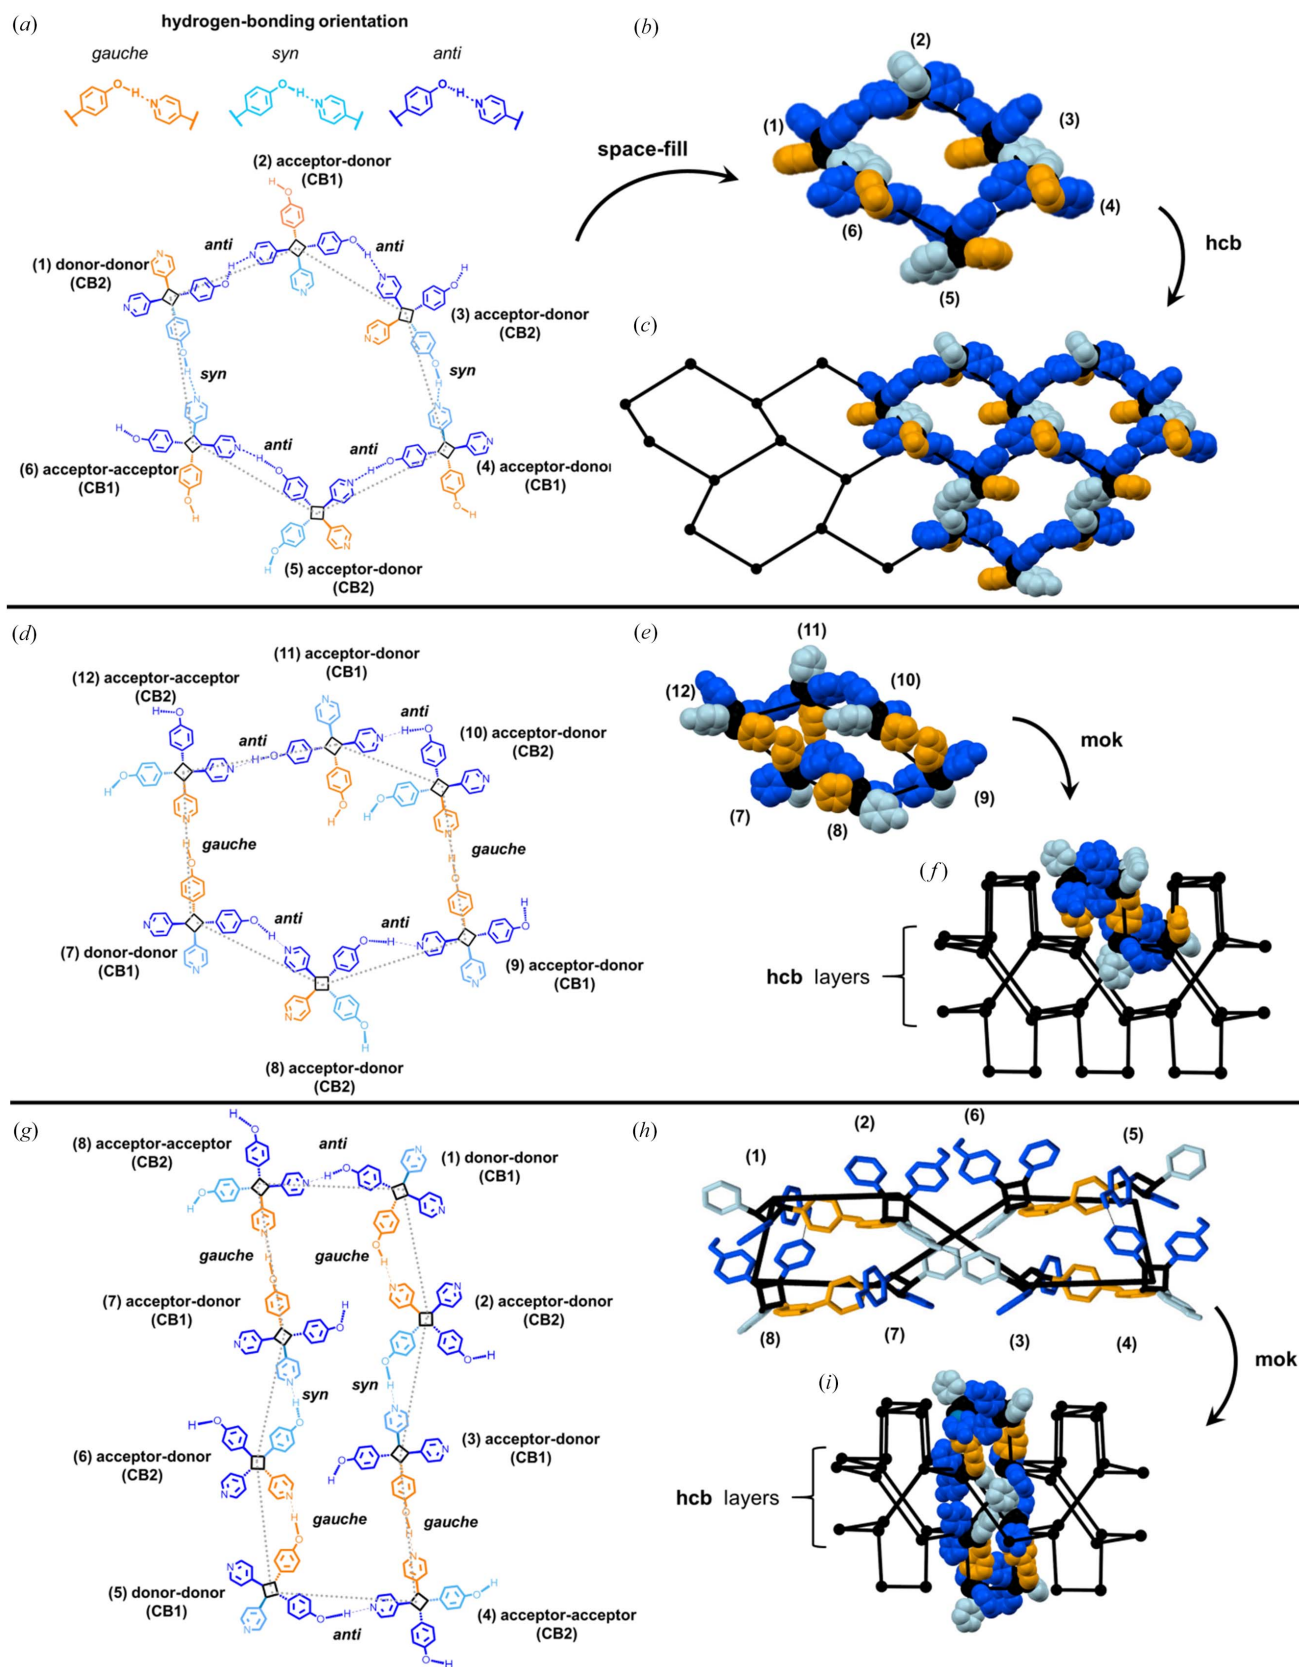 (a)
hydrogen-bonding orientation
gauche syn anti
(2) acceptor-donor
(CB1)
anti
anti
(1) donor-donor
(CB2)
(3) acceptor-donor
(CB2)
syn
syn
anti
anti
(6) acceptor-acceptor
(CB1)
(4) acceptor-donor
(CB1)
(5) acceptor-donor
(CB2)
space-fill
(b)
(2)
(1)
(3)
(6)
(4)
(5)
hcb
(c)
(d)
(11) acceptor-donor
(CB1)
(12) acceptor-acceptor
(CB2)
anti
anti
(10) acceptor-donor
(CB2)
gauche
gauche
anti
anti
(7) donor-donor
(CB1)
(9) acceptor-donor
(CB1)
(8) acceptor-donor
(CB2)
(e)
(11)
(12)
(10)
(7)
(8)
(9)
mok
(f)
hcb layers
(g)
(8) acceptor-acceptor
(CB2)
anti
(1) donor-donor
(CB1)
gauche
gauche
(7) acceptor-donor
(CB1)
(2) acceptor-donor
(CB2)
syn
syn
(6) acceptor-donor
(CB2)
(3) acceptor-donor
(CB1)
gauche
gauche
(5) donor-donor
(CB1)
(4) acceptor-acceptor
(CB2)
anti
(h)
(1)
(2)
(6)
(5)
(8)
(7)
(3)
(4)
mok
(i)
hcb layers